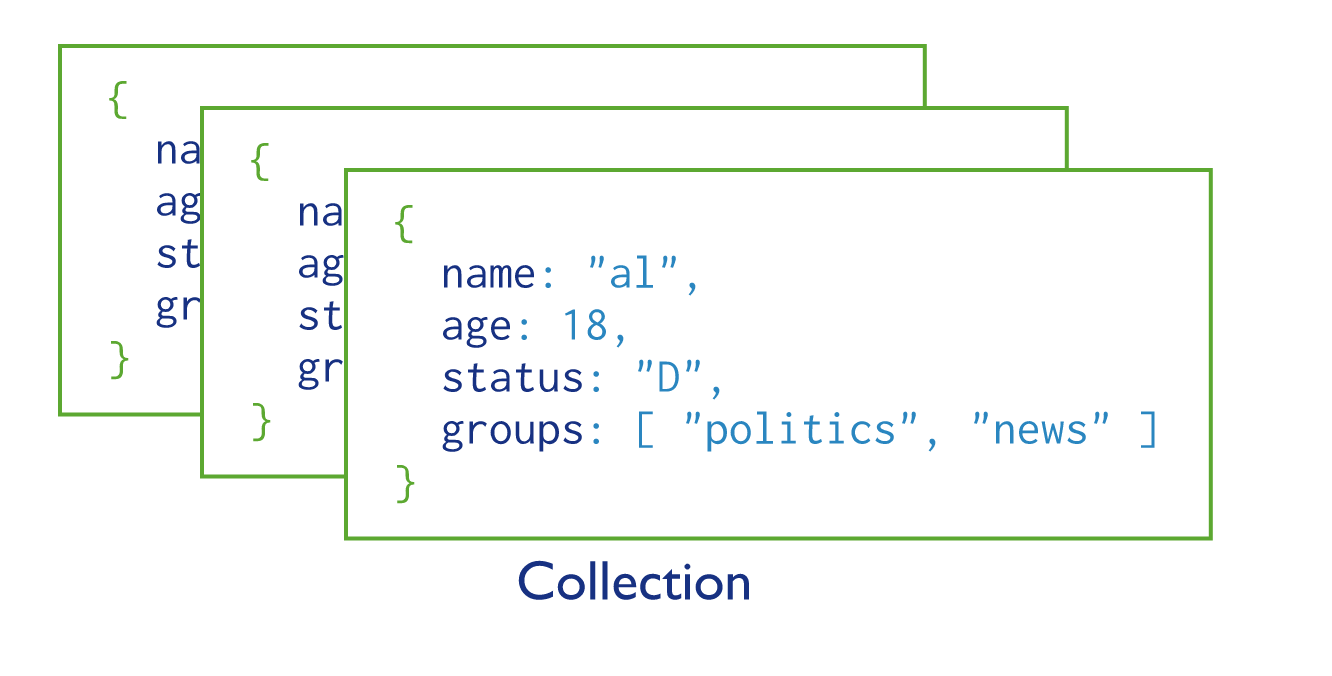 {
na
ag
st
gr
}
{
na
ag
st
gr
}
{
name: "al",
age: 18,
status: "D",
groups: [ "politics", "news" ]
}
Collection